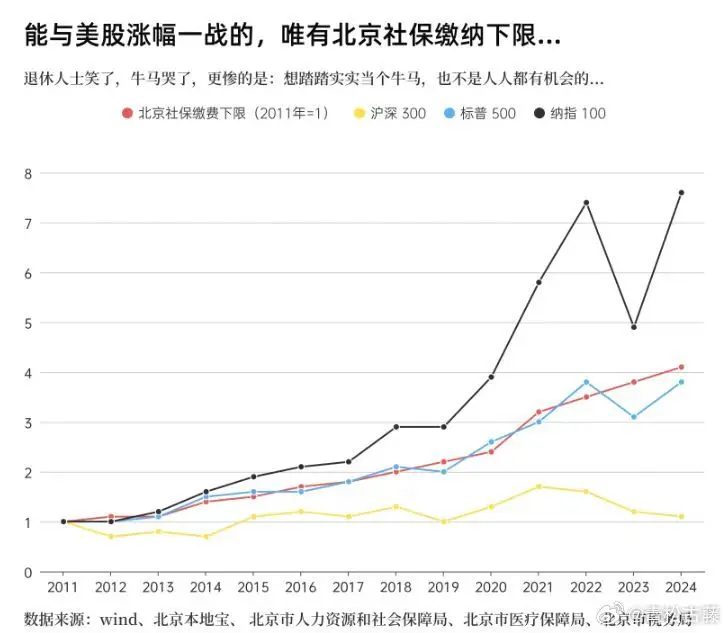 能与美股涨幅一战的，唯有北京社保缴纳下限...
退休人士笑了，牛马哭了，更惨的是：想踏踏实实当个牛马，也不是人人都有机会的...
北京社保缴费下限（2011年=1） 沪深 300 标普 500 纳指 100
8
7
6
5
4
3
2
1
0
2011 2012 2013 2014 2015 2016 2017 2018 2019 2020 2021 2022 2023 2024
数据来源：wind、北京本地宝、 北京市人力资源和社会保障局、北京市医疗保障局、北京市税务局